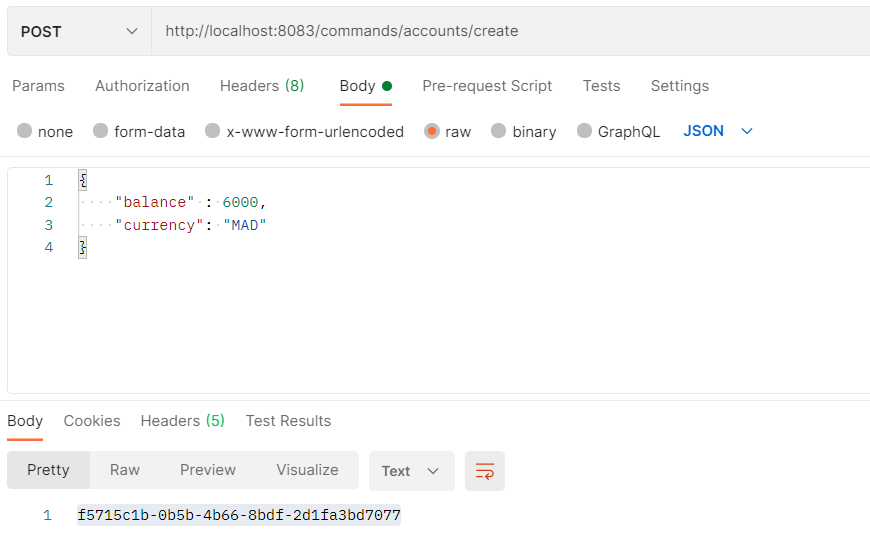 POST http://localhost:8083/commands/accounts/create
Params Authorization Headers (8) Body Pre-request Script Tests Settings
none form-data x-www-form-urlencoded raw binary GraphQL JSON
1 {
2 "balance" : 6000,
3 "currency": "MAD"
4 }
Body Cookies Headers (5) Test Results
Pretty Raw Preview Visualize Text
1 f5715c1b-0b5b-4b66-8bdf-2d1fa3bd7077